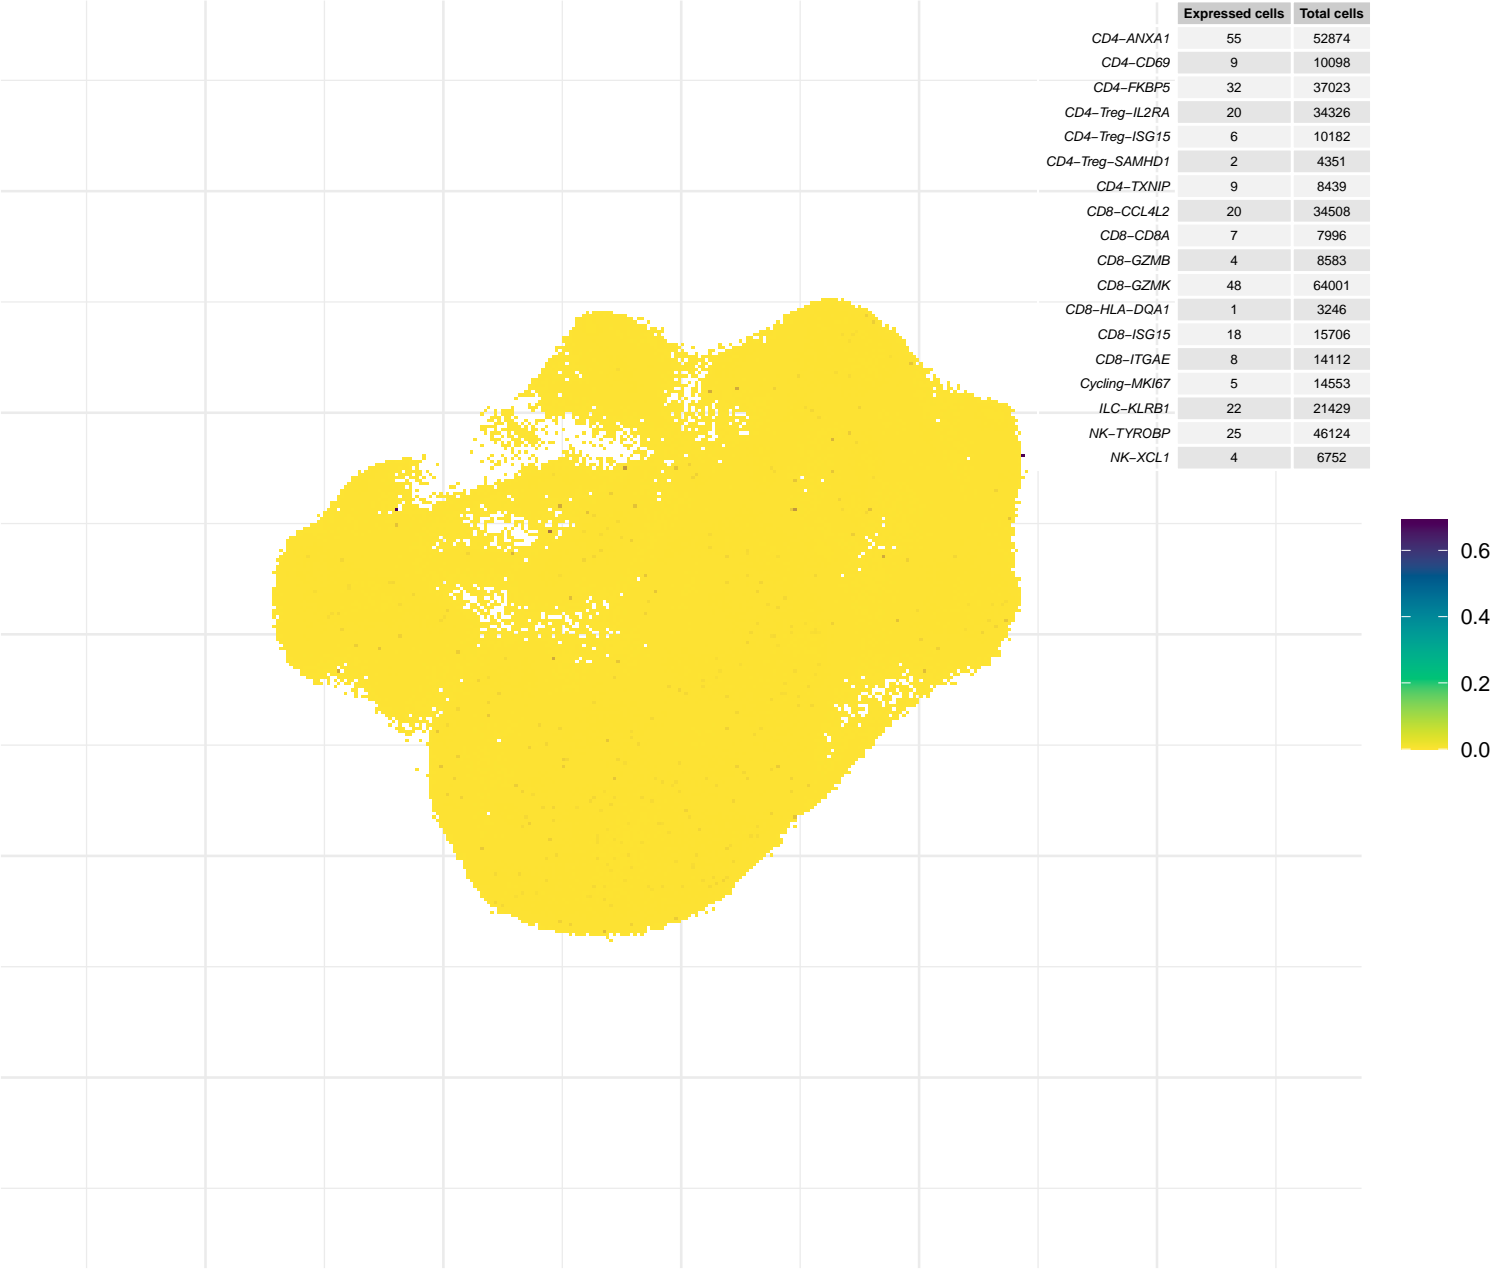 Expressed cells Total cells
CD4−ANXA1 55 52874
CD4−CD69 9 10098
CD4−FKBP5 32 37023
CD4−Treg−IL2RA 20 34326
CD4−Treg−ISG15 6 10182
CD4−Treg−SAMHD1 2 4351
CD4−TXNIP 9 8439
CD8−CCL4L2 20 34508
CD8−CD8A 7 7996
CD8−GZMB 4 8583
CD8−GZMK 48 64001
CD8−HLA−DQA1 1 3246
CD8−ISG15 18 15706
CD8−ITGAE 8 14112
Cycling−MKI67 5 14553
ILC−KLRB1 22 21429
NK−TYROBP 25 46124
NK−XCL1 4 6752
0.6
0.4
0.2
0.0